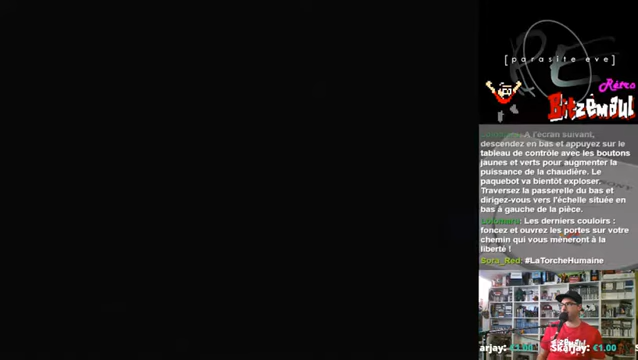 [parasite eve]
Rétro
Bitzémoul
: A l'écran suivant,
descendez en bas et appuyez sur le
tableau de contrôle avec les boutons
jaunes et verts pour augmenter la
puissance de la chaudière. Le
paquebot va bientôt exploser.
Traversez la passerelle du bas et
dirigez-vous vers l'échelle située en
bas à gauche de la pièce.
: Les derniers couloirs :
foncez et ouvrez les portes sur votre
chemin qui vous mèneront à la
liberté !
Sora_Red: #LaTorcheHumaine
arjay: €1.00 Skarjay: €1.00